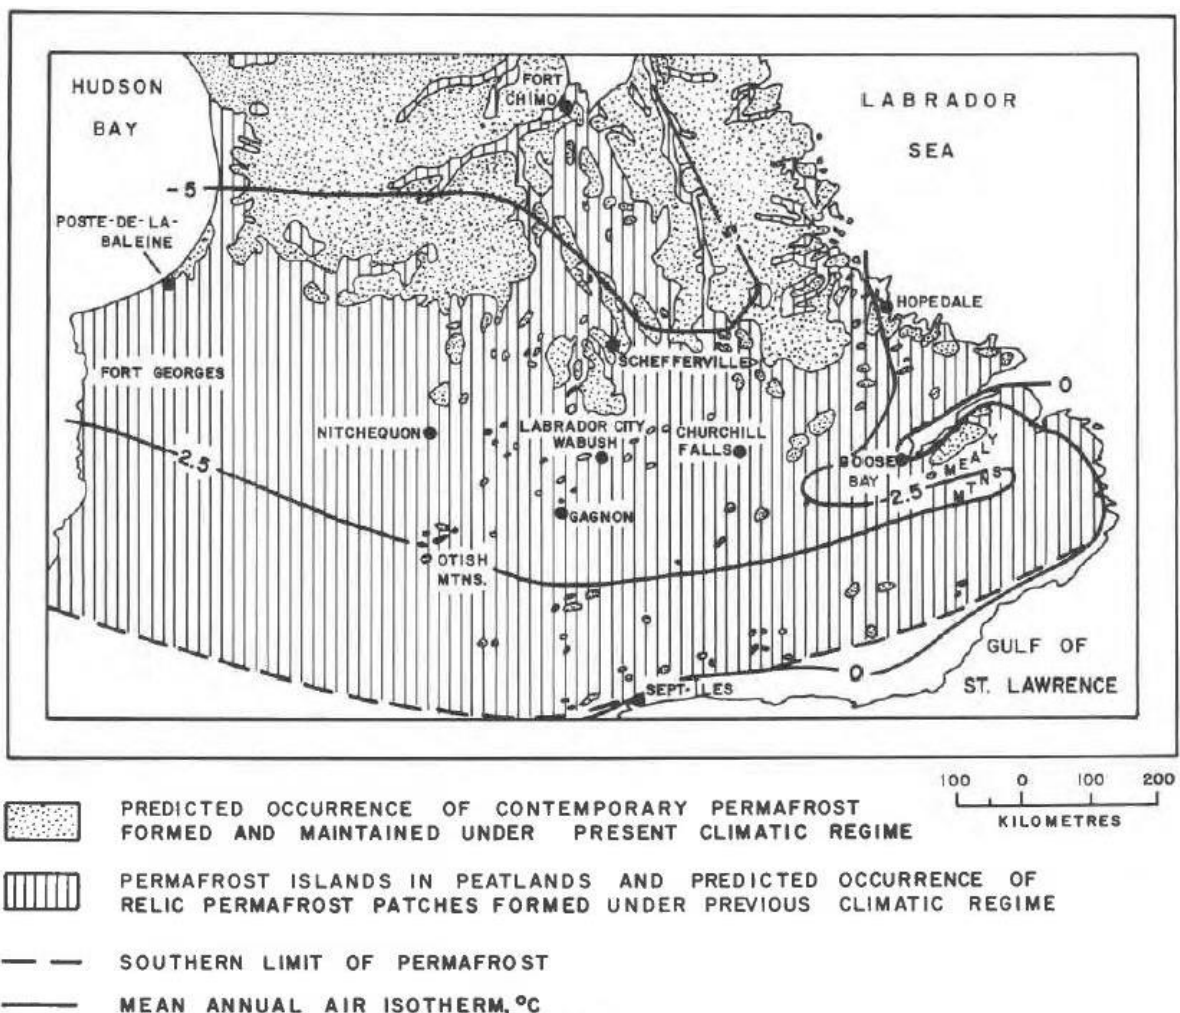 HUDSON
BAY
FORT
CHIMO
LABRADOR
SEA
-5
POSTE-DE-LA-
BALEINE
-5
HOPEDALE
SCHEFFERVILLE
FORT GEORGES
0
NITCHEQUON
LABRADOR CITY
WABUSH
CHURCHILL
FALLS
GOOSE
BAY
MEALY
MTNS
-2.5
-2.5
GAGNON
OTISH
MTNS.
GULF OF
ST. LAWRENCE
0
SEPT-ILES
100 0 100 200
KILOMETRES
PREDICTED OCCURRENCE OF CONTEMPORARY PERMAFROST
FORMED AND MAINTAINED UNDER PRESENT CLIMATIC REGIME
PERMAFROST ISLANDS IN PEATLANDS AND PREDICTED OCCURRENCE OF
RELIC PERMAFROST PATCHES FORMED UNDER PREVIOUS CLIMATIC REGIME
SOUTHERN LIMIT OF PERMAFROST
MEAN ANNUAL AIR ISOTHERM, °C